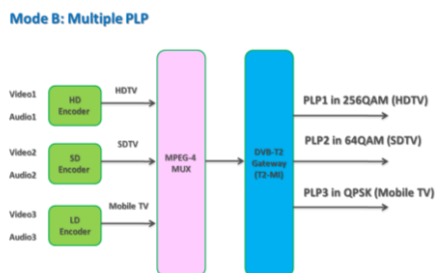 Mode B: Multiple PLP
Video1
Audio1
HD
Encoder
HDTV
Video2
Audio2
SD
Encoder
SDTV
Video3
Audio3
LD
Encoder
Mobile TV
MPEG-4
MUX
DVB-T2
Gateway
(T2-MI)
PLP1 in 256QAM (HDTV)
PLP2 in 64QAM (SDTV)
PLP3 in QPSK (Mobile TV)